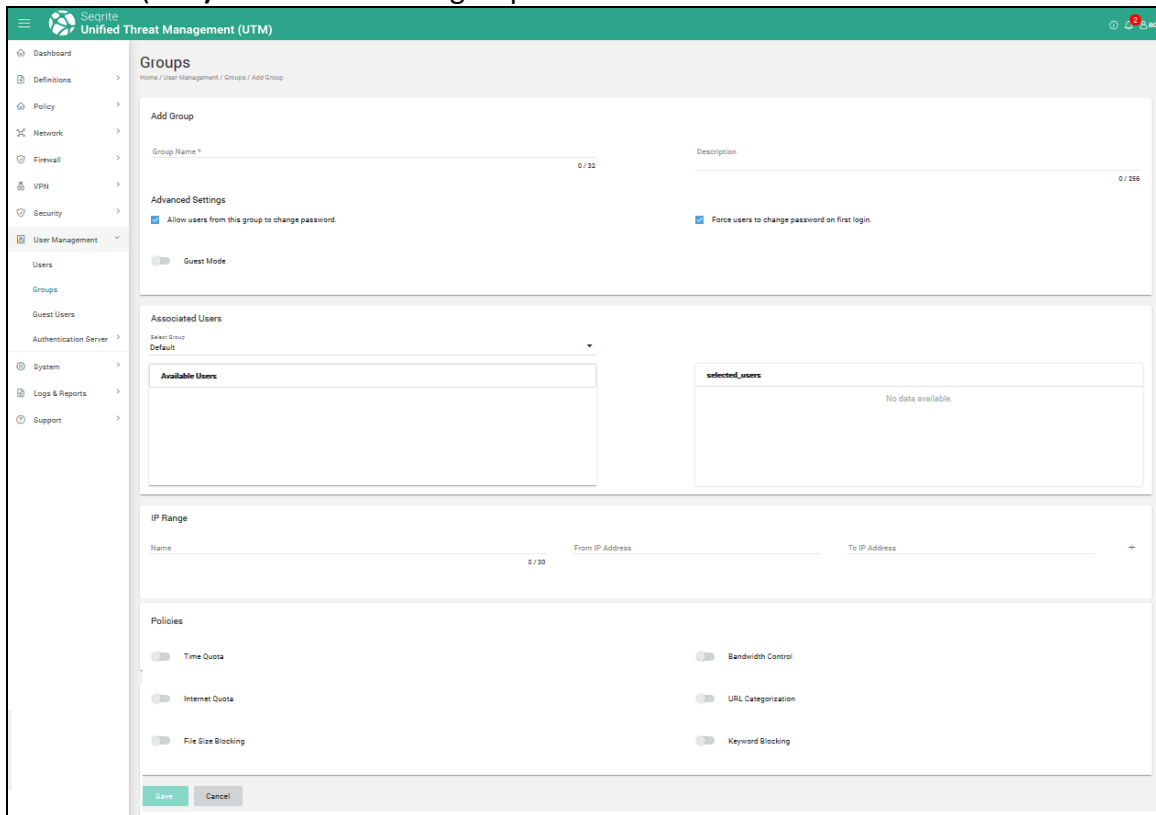 Seqrite
Unified Threat Management (UTM)
2
Dashboard
Definitions
Policy
Network
Firewall
VPN
Security
User Management
Users
Groups
Guest Users
Authentication Server
System
Logs & Reports
Support
Groups
Home / User Management / Groups / Add Group
Add Group
Group Name *
0 / 32
Description
0 / 256
Advanced Settings
Allow users from this group to change password.
Force users to change password on first login.
Guest Mode
Associated Users
Select Group
Default
Available Users
selected_users
No data available.
IP Range
Name
0 / 30
From IP Address
To IP Address
+
Policies
Time Quota
Bandwidth Control
Internet Quota
URL Categorization
File Size Blocking
Keyword Blocking
Save
Cancel